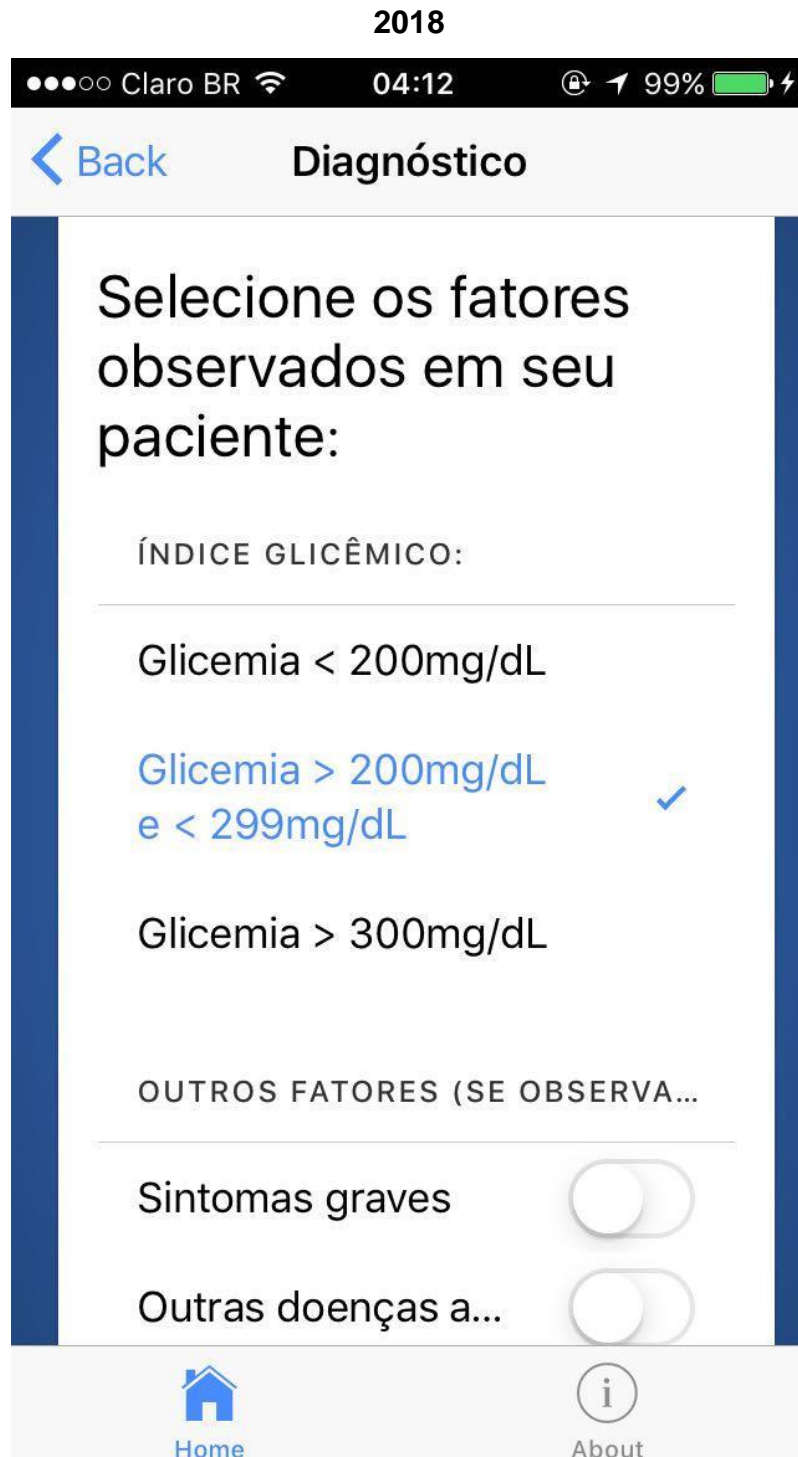 2018
Claro BR 04:12 99%
Back Diagnóstico
Selecione os fatores
observados em seu
paciente:
ÍNDICE GLICÊMICO:
Glicemia < 200mg/dL
Glicemia > 200mg/dL
e < 299mg/dL
Glicemia > 300mg/dL
OUTROS FATORES (SE OBSERVA...
Sintomas graves
Outras doenças a...
Home About